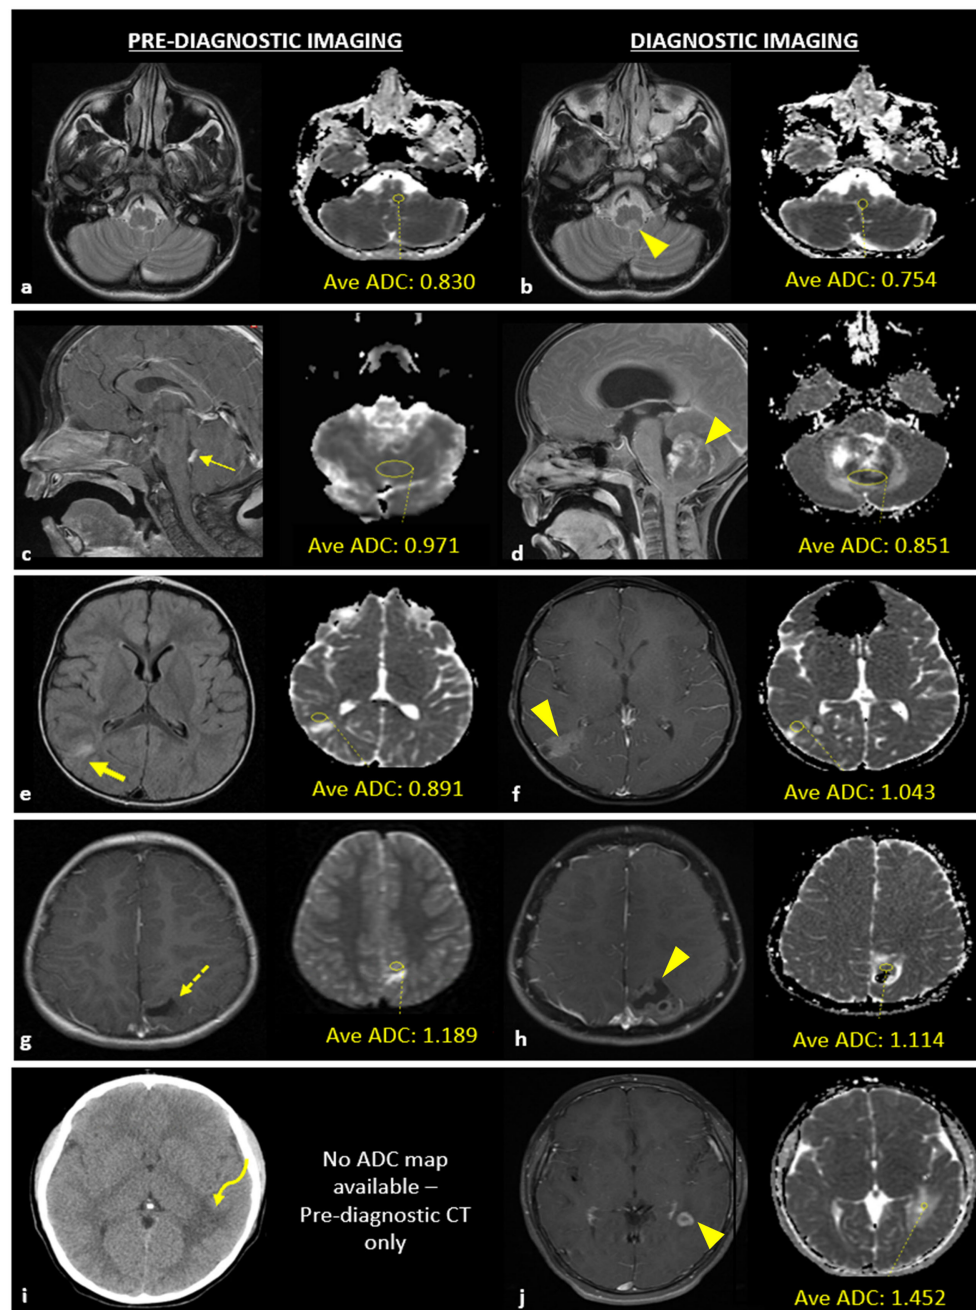 PRE-DIAGNOSTIC IMAGING
DIAGNOSTIC IMAGING
a
Ave ADC: 0.830
b
Ave ADC: 0.754
c
Ave ADC: 0.971
d
Ave ADC: 0.851
e
Ave ADC: 0.891
f
Ave ADC: 1.043
g
Ave ADC: 1.189
h
Ave ADC: 1.114
i
No ADC map
available –
Pre-diagnostic CT
only
j
Ave ADC: 1.452